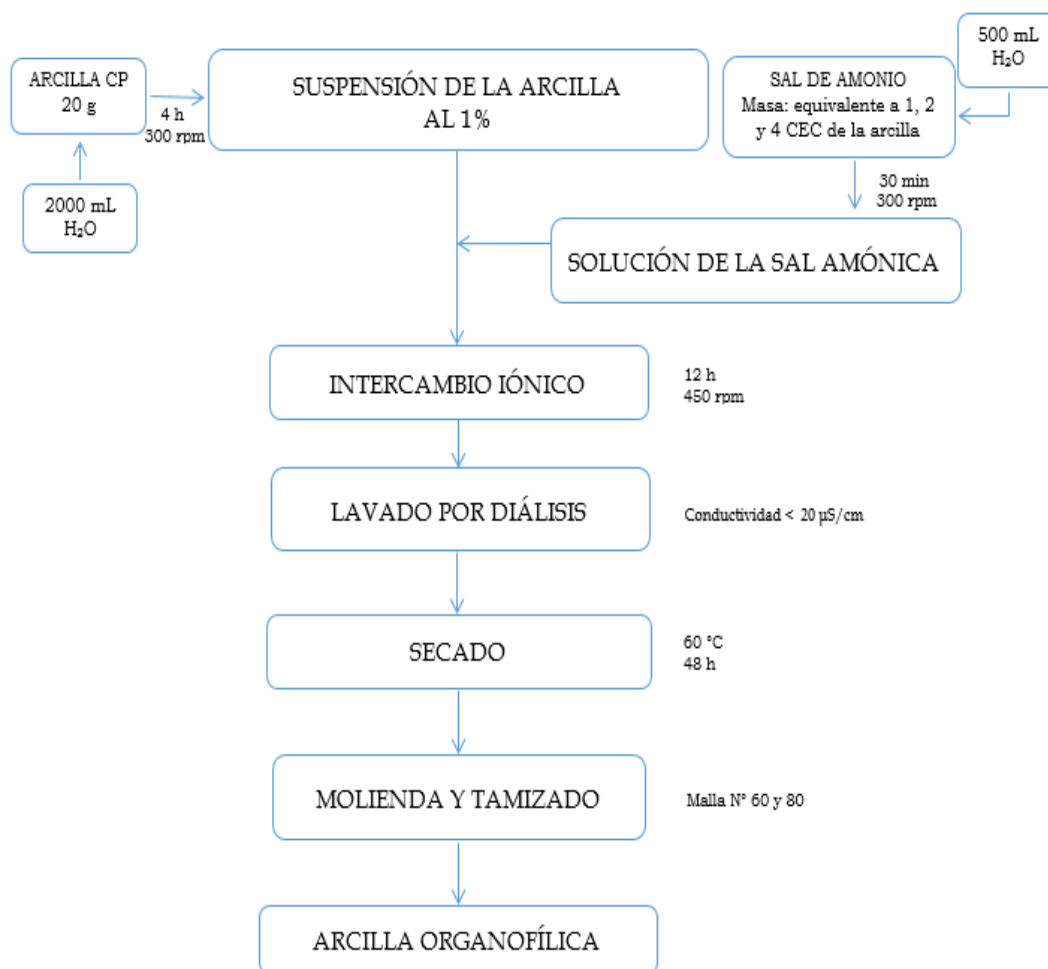 ARCILLA CP
20 g
2000 mL
H₂O
4 h
300 rpm
SUSPENSIÓN DE LA ARCILLA
AL 1%
500 mL
H₂O
SAL DE AMONIO
Masa: equivalente a 1, 2
y 4 CEC de la arcilla
30 min
300 rpm
SOLUCIÓN DE LA SAL AMÓNICA
INTERCAMBIO IÓNICO
12 h
450 rpm
LAVADO POR DIÁLISIS
Conductividad < 20 µS/cm
SECADO
60 °C
48 h
MOLIENDA Y TAMIZADO
Malla N° 60 y 80
ARCILLA ORGANOFÍLICA